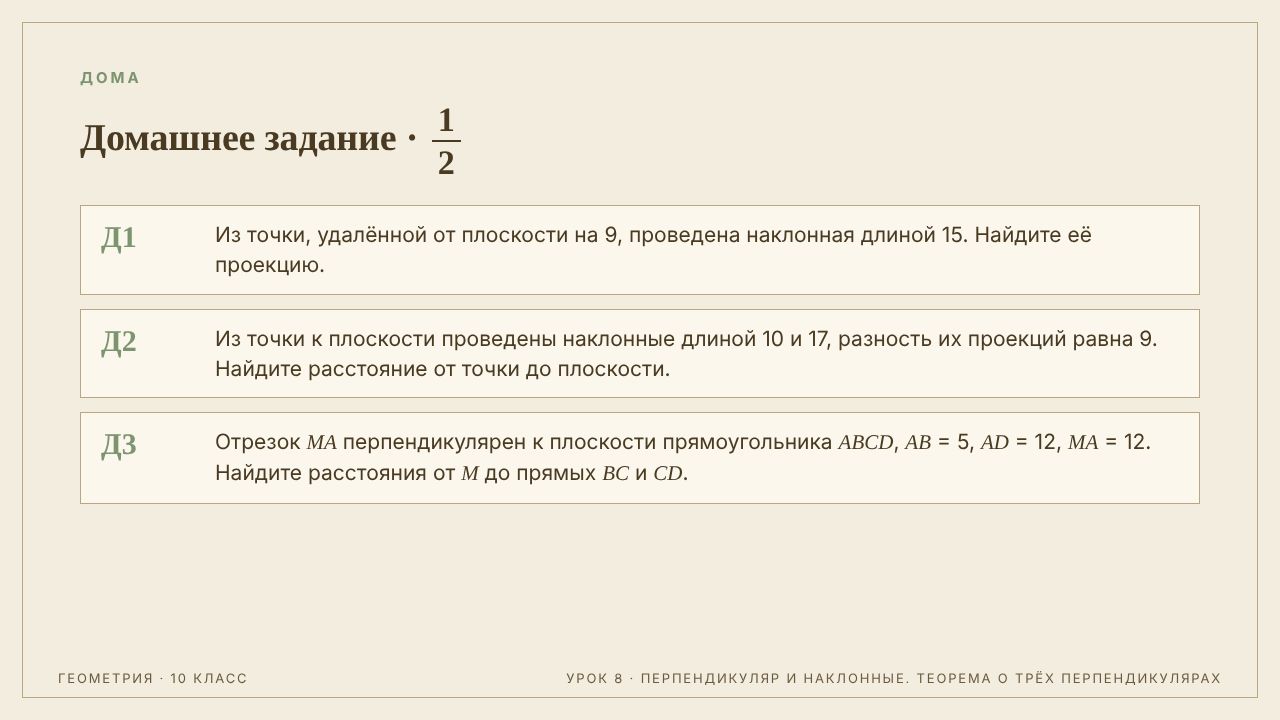 ДОМА
Домашнее задание · 1/2
Д1
Из точки, удалённой от плоскости на 9, проведена наклонная длиной 15. Найдите её
проекцию.
Д2
Из точки к плоскости проведены наклонные длиной 10 и 17, разность их проекций равна 9.
Найдите расстояние от точки до плоскости.
Д3
Отрезок MA перпендикулярен к плоскости прямоугольника ABCD, AB = 5, AD = 12, MA = 12.
Найдите расстояния от M до прямых BC и CD.
ГЕОМЕТРИЯ · 10 КЛАСС
УРОК 8 · ПЕРПЕНДИКУЛЯР И НАКЛОННЫЕ. ТЕОРЕМА О ТРЁХ ПЕРПЕНДИКУЛЯРАХ